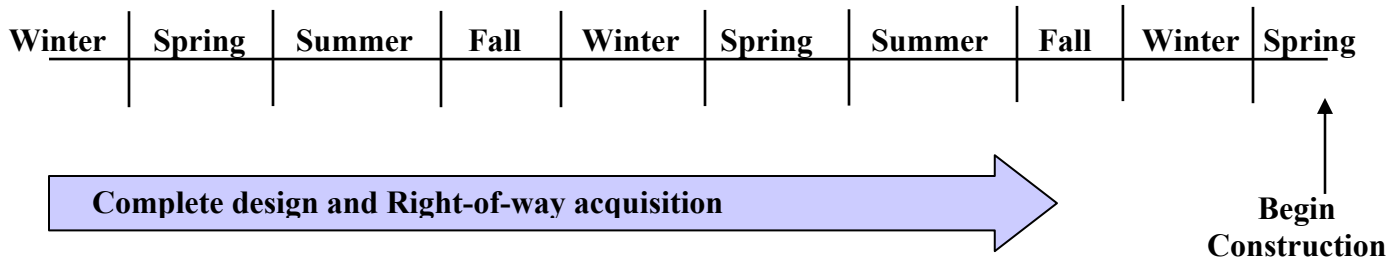 Winter Spring Summer Fall Winter Spring Summer Fall Winter Spring
Complete design and Right-of-way acquisition
Begin
Construction